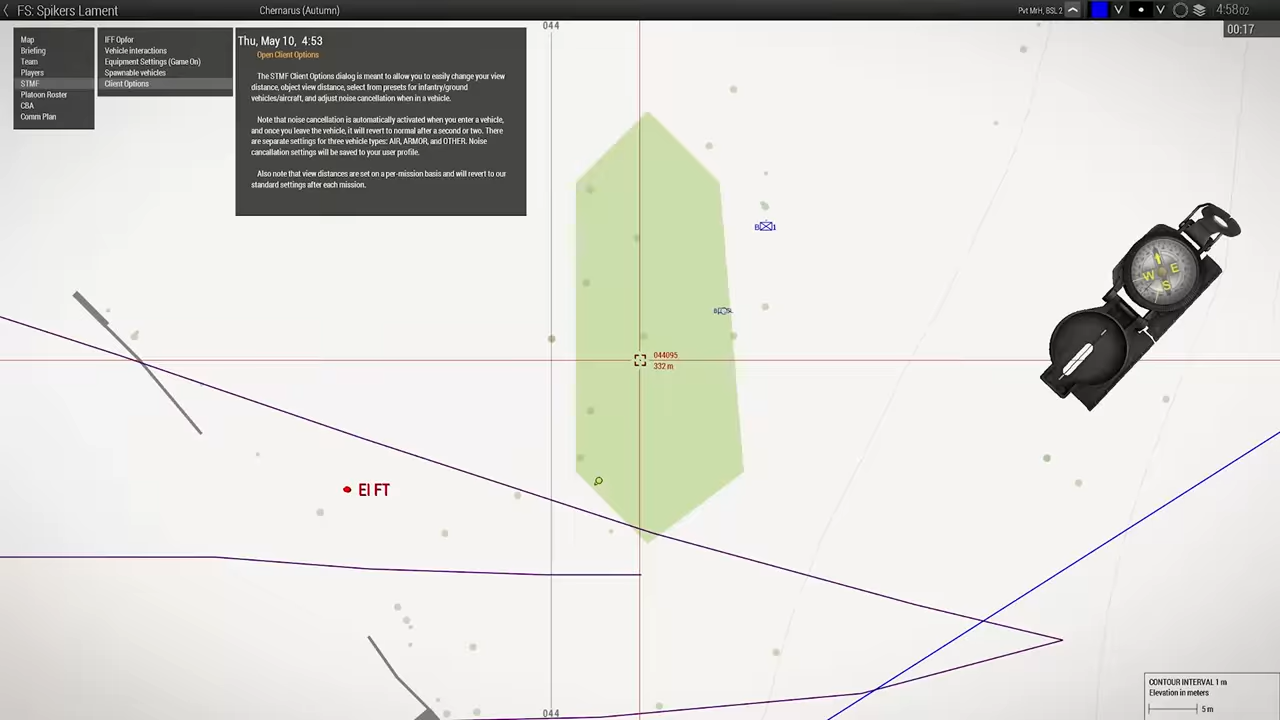 FS: Spikers Lament
Chernarus (Autumn)
Pvt MrH, BSL 2
4:58 02
00:17
Map
Briefing
Team
Players
STMF
Platoon Roster
CBA
Comm Plan
IFF Opfor
Vehicle interactions
Equipment Settings (Game On)
Spawnable vehicles
Client Options
Thu, May 10, 4:53
Open Client Options
The STMF Client Options dialog is meant to allow you to easily change your view
distance, object view distance, select from presets for infantry/ground
vehicles/aircraft, and adjust noise cancellation when in a vehicle.
Note that noise cancellation is automatically activated when you enter a vehicle,
and once you leave the vehicle, it will revert to normal after a second or two. There
are separate settings for three vehicle types: AIR, ARMOR, and OTHER. Noise
cancallation settings will be saved to your user profile.
Also note that view distances are set on a per-mission basis and will revert to our
standard settings after each mission.
044
044095
332 m
EI FT
W E
S
044
CONTOUR INTERVAL 1 m
Elevation in meters
5 m